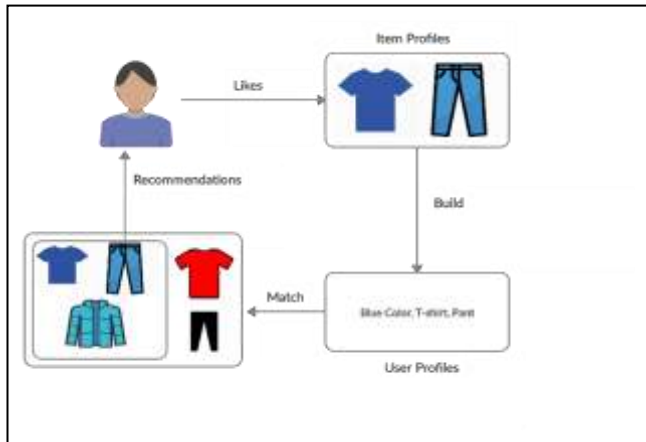 Item Profiles
Likes
Recommendations
Build
Match
Blue Color, T-shirt, Pant
User Profiles